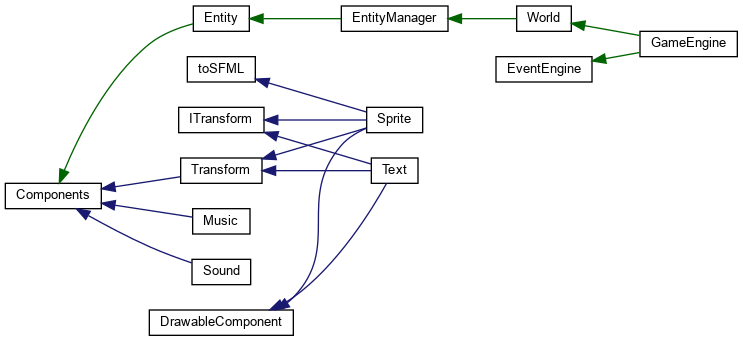 Entity
EntityManager
World
GameEngine
EventEngine
toSFML
ITransform
Sprite
Transform
Text
Components
Music
Sound
DrawableComponent